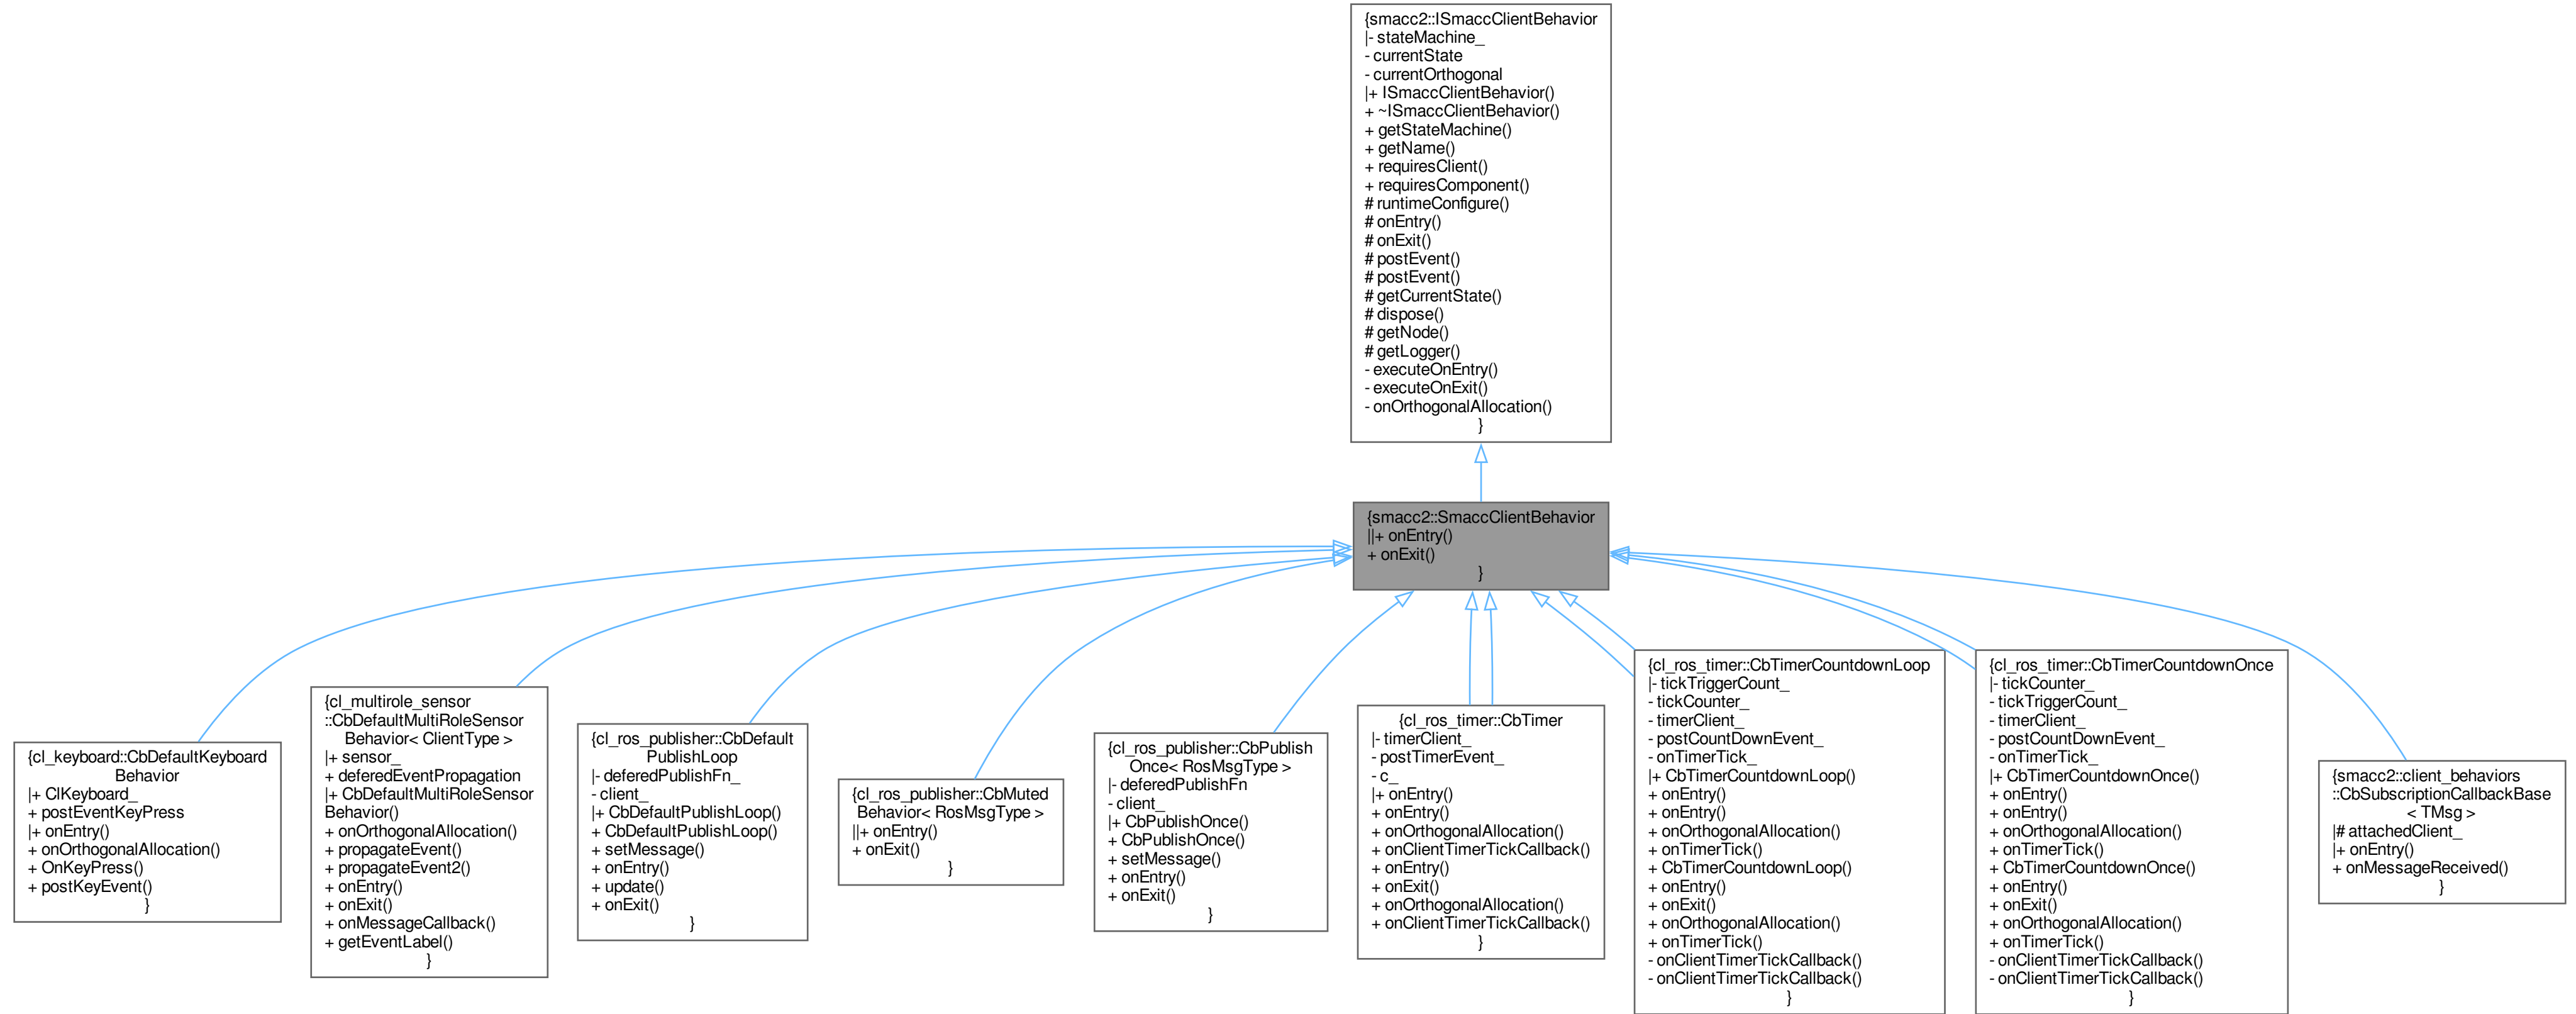 {smacc2::ISmaccClientBehavior
|- stateMachine_
- currentState
- currentOrthogonal
|+ ISmaccClientBehavior()
+ ~ISmaccClientBehavior()
+ getStateMachine()
+ getName()
+ requiresClient()
+ requiresComponent()
# runtimeConfigure()
# onEntry()
# onExit()
# postEvent()
# postEvent()
# getCurrentState()
# dispose()
# getNode()
# getLogger()
- executeOnEntry()
- executeOnExit()
- onOrthogonalAllocation()
}
{smacc2::SmaccClientBehavior
||+ onEntry()
+ onExit()
}
{cl_keyboard::CbDefaultKeyboard
Behavior
|+ ClKeyboard_
+ postEventKeyPress
|+ onEntry()
+ onOrthogonalAllocation()
+ OnKeyPress()
+ postKeyEvent()
}
{cl_multirole_sensor
::CbDefaultMultiRoleSensor
Behavior< ClientType >
|+ sensor_
+ deferedEventPropagation
|+ CbDefaultMultiRoleSensor
Behavior()
+ onOrthogonalAllocation()
+ propagateEvent()
+ propagateEvent2()
+ onEntry()
+ onExit()
+ onMessageCallback()
+ getEventLabel()
}
{cl_ros_publisher::CbDefault
PublishLoop
|- deferedPublishFn_
- client_
|+ CbDefaultPublishLoop()
+ CbDefaultPublishLoop()
+ setMessage()
+ onEntry()
+ update()
+ onExit()
}
{cl_ros_publisher::CbMuted
Behavior< RosMsgType >
||+ onEntry()
+ onExit()
}
{cl_ros_publisher::CbPublish
Once< RosMsgType >
|- deferedPublishFn
- client_
|+ CbPublishOnce()
+ CbPublishOnce()
+ setMessage()
+ onEntry()
+ onExit()
}
{cl_ros_timer::CbTimer
|- timerClient_
- postTimerEvent_
- c_
|+ onEntry()
+ onEntry()
+ onOrthogonalAllocation()
+ onClientTimerTickCallback()
+ onEntry()
+ onExit()
+ onOrthogonalAllocation()
+ onClientTimerTickCallback()
}
{cl_ros_timer::CbTimerCountdownLoop
|- tickTriggerCount_
- tickCounter_
- timerClient_
- postCountDownEvent_
- onTimerTick_
|+ CbTimerCountdownLoop()
+ onEntry()
+ onEntry()
+ onOrthogonalAllocation()
+ onTimerTick()
+ CbTimerCountdownLoop()
+ onEntry()
+ onExit()
+ onOrthogonalAllocation()
+ onTimerTick()
- onClientTimerTickCallback()
- onClientTimerTickCallback()
}
{cl_ros_timer::CbTimerCountdownOnce
|- tickCounter_
- tickTriggerCount_
- timerClient_
- postCountDownEvent_
- onTimerTick_
|+ CbTimerCountdownOnce()
+ onEntry()
+ onEntry()
+ onOrthogonalAllocation()
+ onTimerTick()
+ CbTimerCountdownOnce()
+ onEntry()
+ onExit()
+ onOrthogonalAllocation()
+ onTimerTick()
- onClientTimerTickCallback()
- onClientTimerTickCallback()
}
{smacc2::client_behaviors
::CbSubscriptionCallbackBase
< TMsg >
|# attachedClient_
|+ onEntry()
+ onMessageReceived()
}